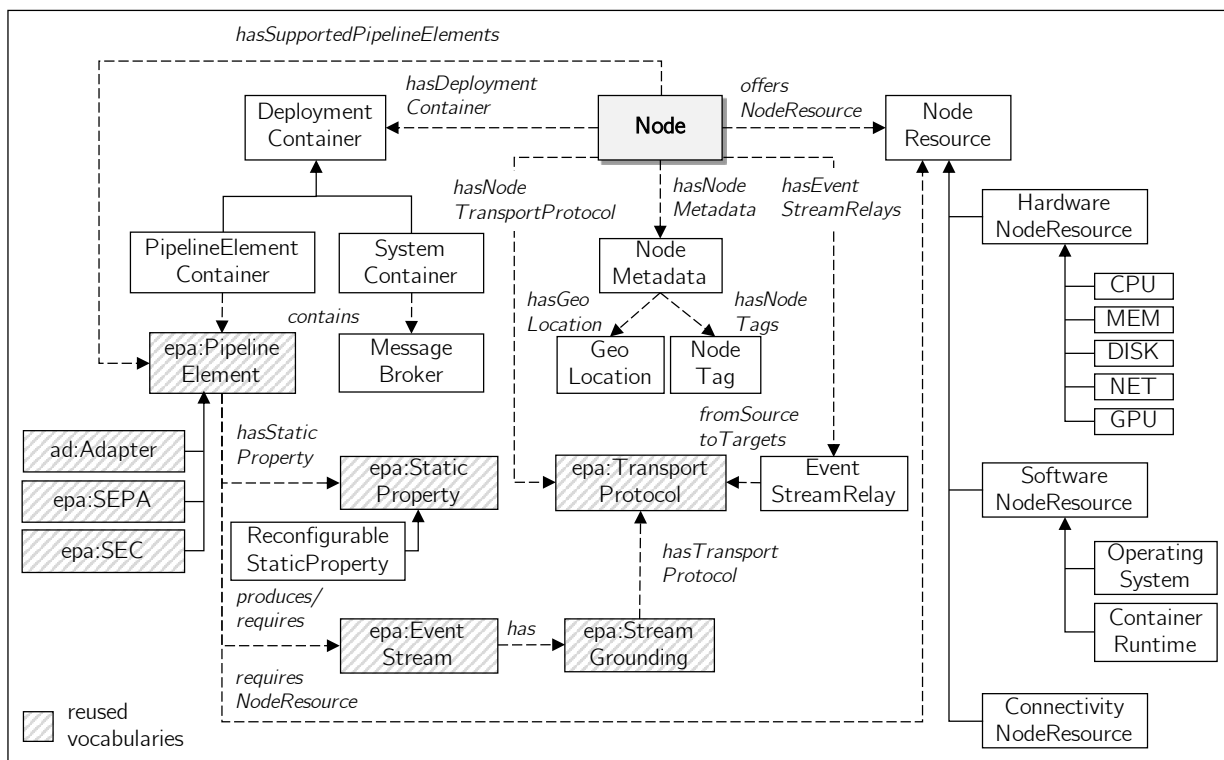 hasSupportedPipelineElements
Deployment
Container
hasDeployment
Container
Node
offers
NodeResource
Node
Resource
hasNode
TransportProtocol
hasNode
Metadata
hasEvent
StreamRelays
Hardware
NodeResource
PipelineElement
Container
System
Container
Node
Metadata
CPU
MEM
DISK
NET
GPU
contains
hasGeo
Location
hasNode
Tags
epa:Pipeline
Element
Message
Broker
Geo
Location
Node
Tag
ad:Adapter
epa:SEPA
epa:SEC
hasStatic
Property
epa:Static
Property
Reconfigurable
StaticProperty
fromSource
toTargets
epa:Transport
Protocol
Event
StreamRelay
Software
NodeResource
Operating
System
Container
Runtime
hasTransport
Protocol
produces/
requires
epa:Event
Stream
has
epa:Stream
Grounding
requires
NodeResource
Connectivity
NodeResource
reused
vocabularies